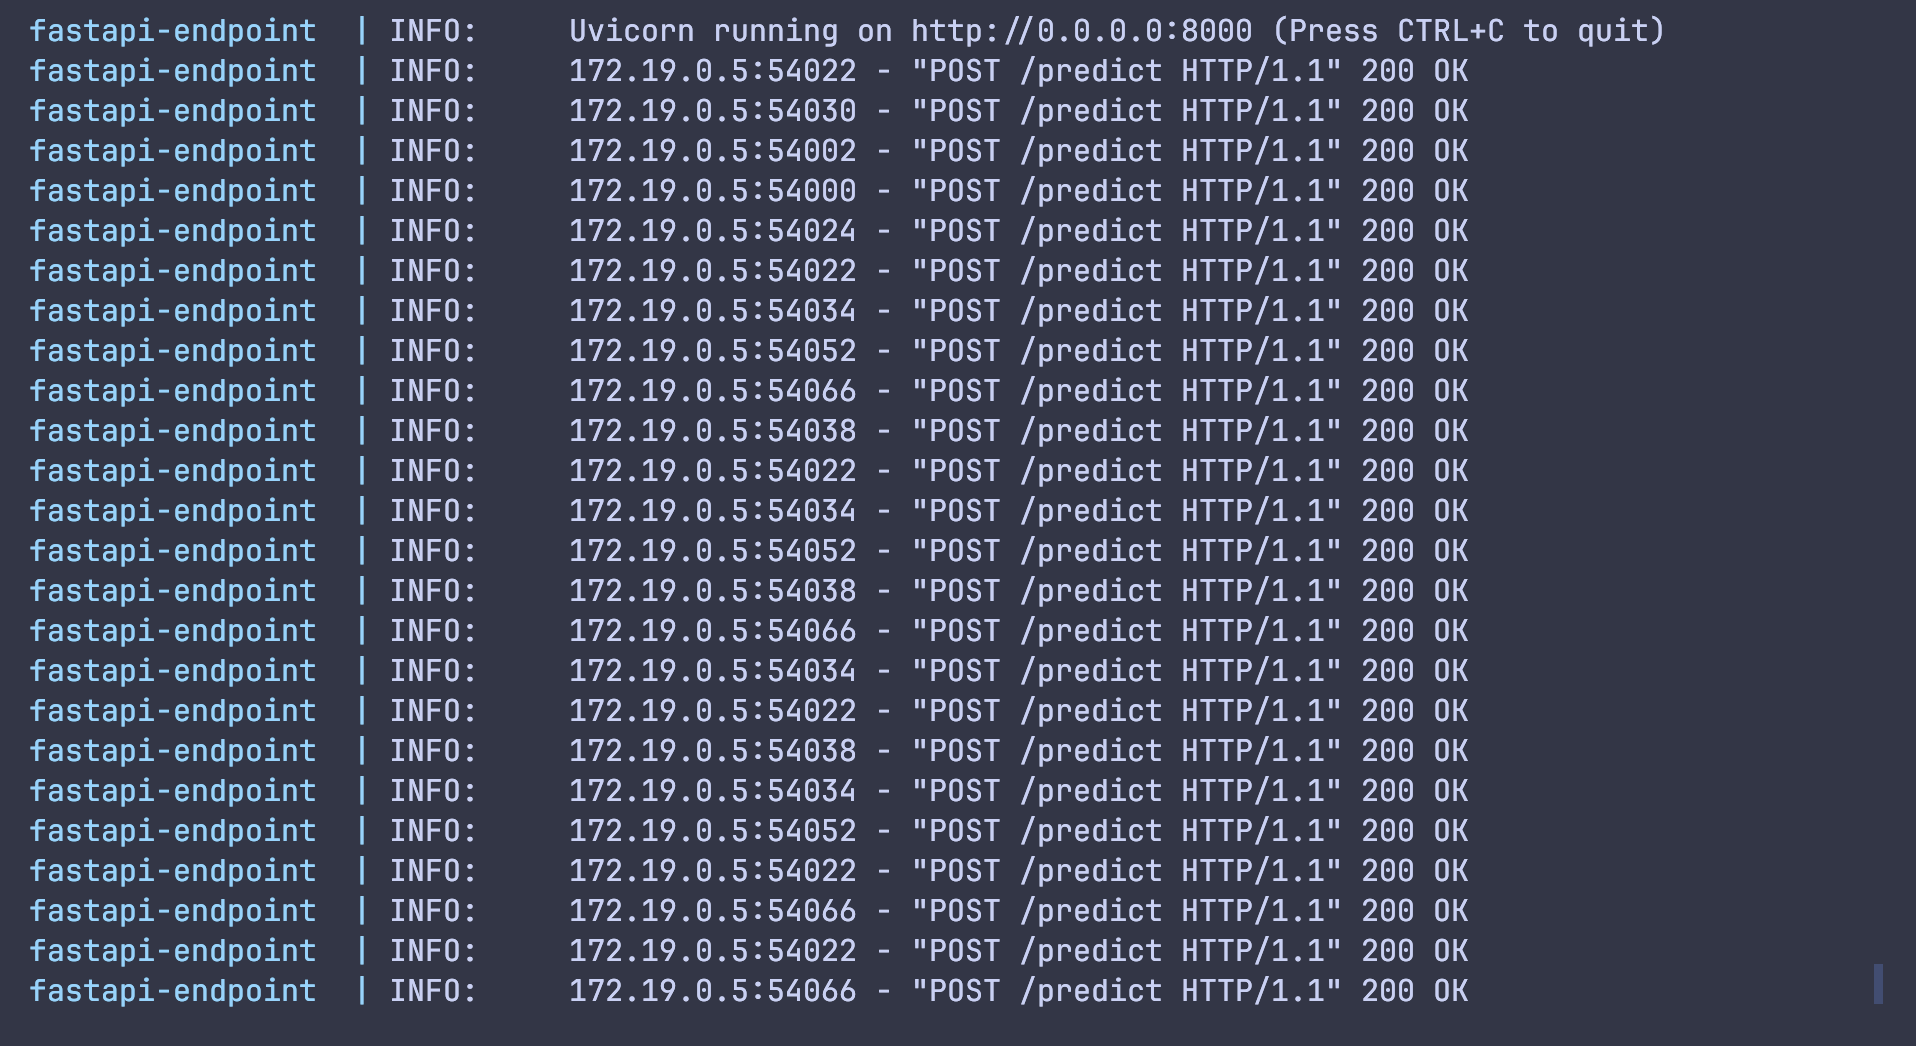 fastapi-endpoint  | INFO:     Uvicorn running on http://0.0.0.0:8000 (Press CTRL+C to quit)
fastapi-endpoint  | INFO:     172.19.0.5:54022 - "POST /predict HTTP/1.1" 200 OK
fastapi-endpoint  | INFO:     172.19.0.5:54030 - "POST /predict HTTP/1.1" 200 OK
fastapi-endpoint  | INFO:     172.19.0.5:54002 - "POST /predict HTTP/1.1" 200 OK
fastapi-endpoint  | INFO:     172.19.0.5:54000 - "POST /predict HTTP/1.1" 200 OK
fastapi-endpoint  | INFO:     172.19.0.5:54024 - "POST /predict HTTP/1.1" 200 OK
fastapi-endpoint  | INFO:     172.19.0.5:54022 - "POST /predict HTTP/1.1" 200 OK
fastapi-endpoint  | INFO:     172.19.0.5:54034 - "POST /predict HTTP/1.1" 200 OK
fastapi-endpoint  | INFO:     172.19.0.5:54052 - "POST /predict HTTP/1.1" 200 OK
fastapi-endpoint  | INFO:     172.19.0.5:54066 - "POST /predict HTTP/1.1" 200 OK
fastapi-endpoint  | INFO:     172.19.0.5:54038 - "POST /predict HTTP/1.1" 200 OK
fastapi-endpoint  | INFO:     172.19.0.5:54022 - "POST /predict HTTP/1.1" 200 OK
fastapi-endpoint  | INFO:     172.19.0.5:54034 - "POST /predict HTTP/1.1" 200 OK
fastapi-endpoint  | INFO:     172.19.0.5:54052 - "POST /predict HTTP/1.1" 200 OK
fastapi-endpoint  | INFO:     172.19.0.5:54038 - "POST /predict HTTP/1.1" 200 OK
fastapi-endpoint  | INFO:     172.19.0.5:54066 - "POST /predict HTTP/1.1" 200 OK
fastapi-endpoint  | INFO:     172.19.0.5:54034 - "POST /predict HTTP/1.1" 200 OK
fastapi-endpoint  | INFO:     172.19.0.5:54022 - "POST /predict HTTP/1.1" 200 OK
fastapi-endpoint  | INFO:     172.19.0.5:54038 - "POST /predict HTTP/1.1" 200 OK
fastapi-endpoint  | INFO:     172.19.0.5:54034 - "POST /predict HTTP/1.1" 200 OK
fastapi-endpoint  | INFO:     172.19.0.5:54052 - "POST /predict HTTP/1.1" 200 OK
fastapi-endpoint  | INFO:     172.19.0.5:54022 - "POST /predict HTTP/1.1" 200 OK
fastapi-endpoint  | INFO:     172.19.0.5:54066 - "POST /predict HTTP/1.1" 200 OK
fastapi-endpoint  | INFO:     172.19.0.5:54022 - "POST /predict HTTP/1.1" 200 OK
fastapi-endpoint  | INFO:     172.19.0.5:54066 - "POST /predict HTTP/1.1" 200 OK